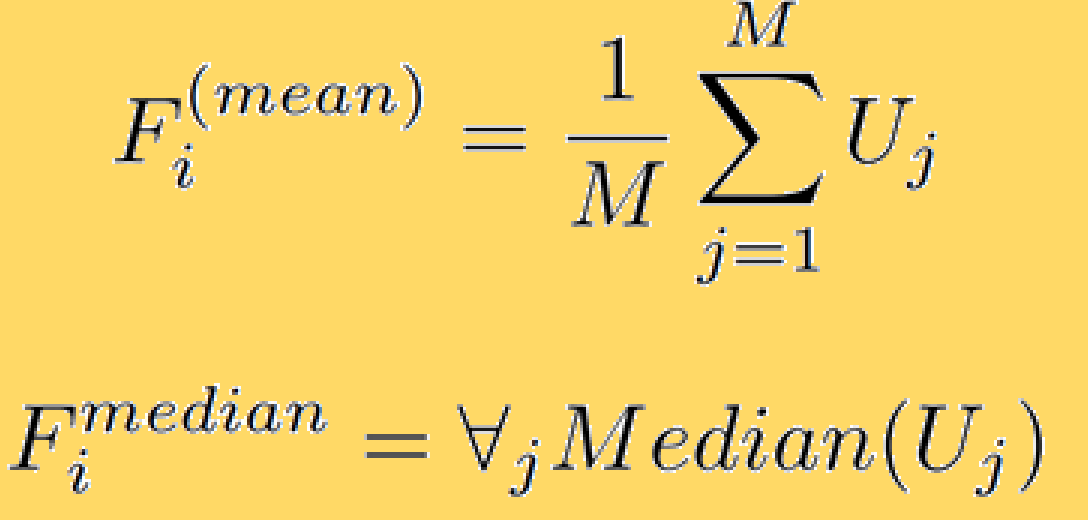 F_i^{(mean)} = \frac{1}{M} \sum_{j=1}^{M} U_j
F_i^{median} = \forall_j Median(U_j)